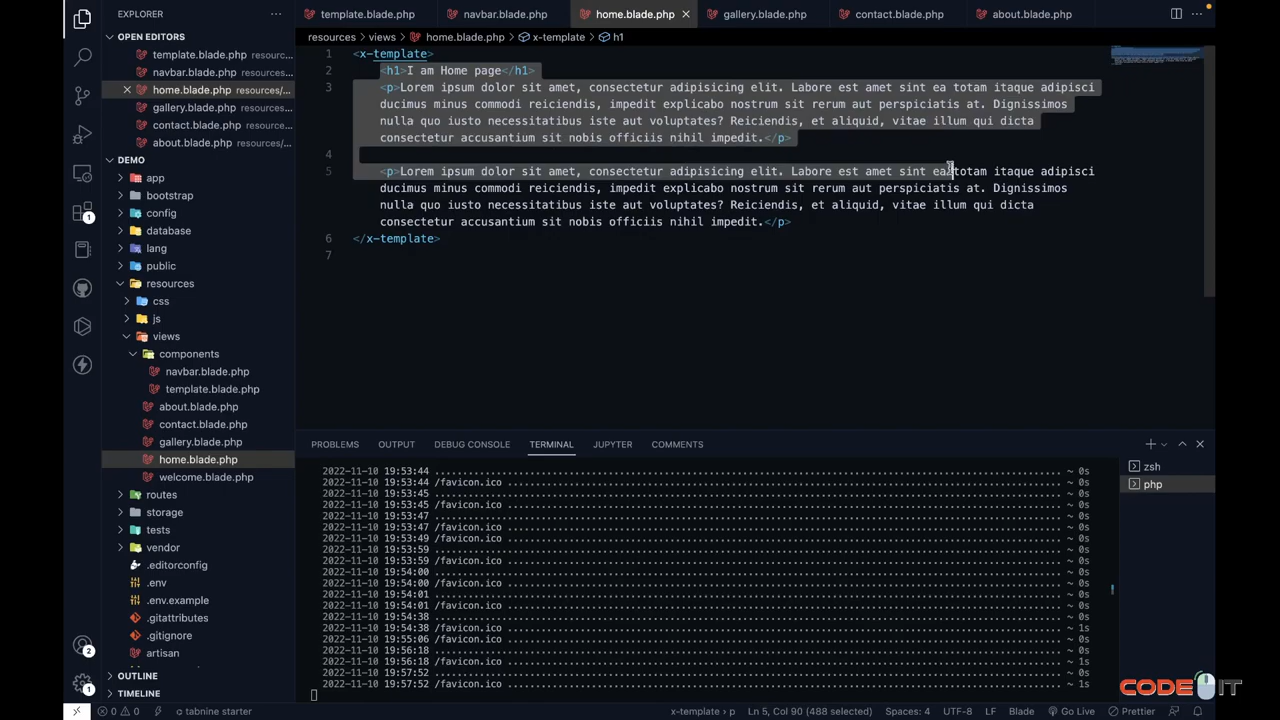 EXPLORER
template.blade.php
navbar.blade.php
home.blade.php
gallery.blade.php
contact.blade.php
about.blade.php
OPEN EDITORS
template.blade.php resourc...
navbar.blade.php resources...
home.blade.php resources/...
gallery.blade.php resources...
contact.blade.php resources...
about.blade.php resources/...
DEMO
app
bootstrap
config
database
lang
public
resources
css
js
views
components
navbar.blade.php
template.blade.php
about.blade.php
contact.blade.php
gallery.blade.php
home.blade.php
welcome.blade.php
routes
storage
tests
vendor
.editorconfig
.env
.env.example
.gitattributes
.gitignore
artisan
OUTLINE
TIMELINE
1
2
1
resources > views > home.blade.php > x-template > h1
1 <x-template>
2 <h1>I am Home page</h1>
3 <p>Lorem ipsum dolor sit amet, consectetur adipisicing elit. Labore est amet sint ea totam itaque adipisci
ducimus minus commodi reiciendis, impedit explicabo nostrum sit rerum aut perspiciatis at. Dignissimos
nulla quo iusto necessitatibus iste aut voluptates? Reiciendis, et aliquid, vitae illum qui dicta
consectetur accusantium sit nobis officiis nihil impedit.</p>
4
5 <p>Lorem ipsum dolor sit amet, consectetur adipisicing elit. Labore est amet sint ea totam itaque adipisci
ducimus minus commodi reiciendis, impedit explicabo nostrum sit rerum aut perspiciatis at. Dignissimos
nulla quo iusto necessitatibus iste aut voluptates? Reiciendis, et aliquid, vitae illum qui dicta
consectetur accusantium sit nobis officiis nihil impedit.</p>
6 </x-template>
7
PROBLEMS OUTPUT DEBUG CONSOLE TERMINAL JUPYTER COMMENTS
zsh
php
2022-11-10 19:53:44 ~ 0s
2022-11-10 19:53:44 /favicon.ico ~ 0s
2022-11-10 19:53:45 ~ 0s
2022-11-10 19:53:45 /favicon.ico ~ 0s
2022-11-10 19:53:47 ~ 0s
2022-11-10 19:53:47 /favicon.ico ~ 0s
2022-11-10 19:53:49 /favicon.ico ~ 0s
2022-11-10 19:53:59 ~ 0s
2022-11-10 19:53:59 /favicon.ico ~ 0s
2022-11-10 19:54:00 ~ 0s
2022-11-10 19:54:00 /favicon.ico ~ 0s
2022-11-10 19:54:01 ~ 0s
2022-11-10 19:54:01 /favicon.ico ~ 0s
2022-11-10 19:54:38 ~ 0s
2022-11-10 19:54:38 /favicon.ico ~ 1s
2022-11-10 19:55:06 /favicon.ico ~ 0s
2022-11-10 19:56:18 ~ 0s
2022-11-10 19:56:18 /favicon.ico ~ 1s
2022-11-10 19:57:52 ~ 0s
2022-11-10 19:57:52 /favicon.ico ~ 1s
CODE IT
0 0 tabnine starter x-template > p Ln 5, Col 90 (488 selected) Spaces: 4 UTF-8 LF Blade Go Live Prettier